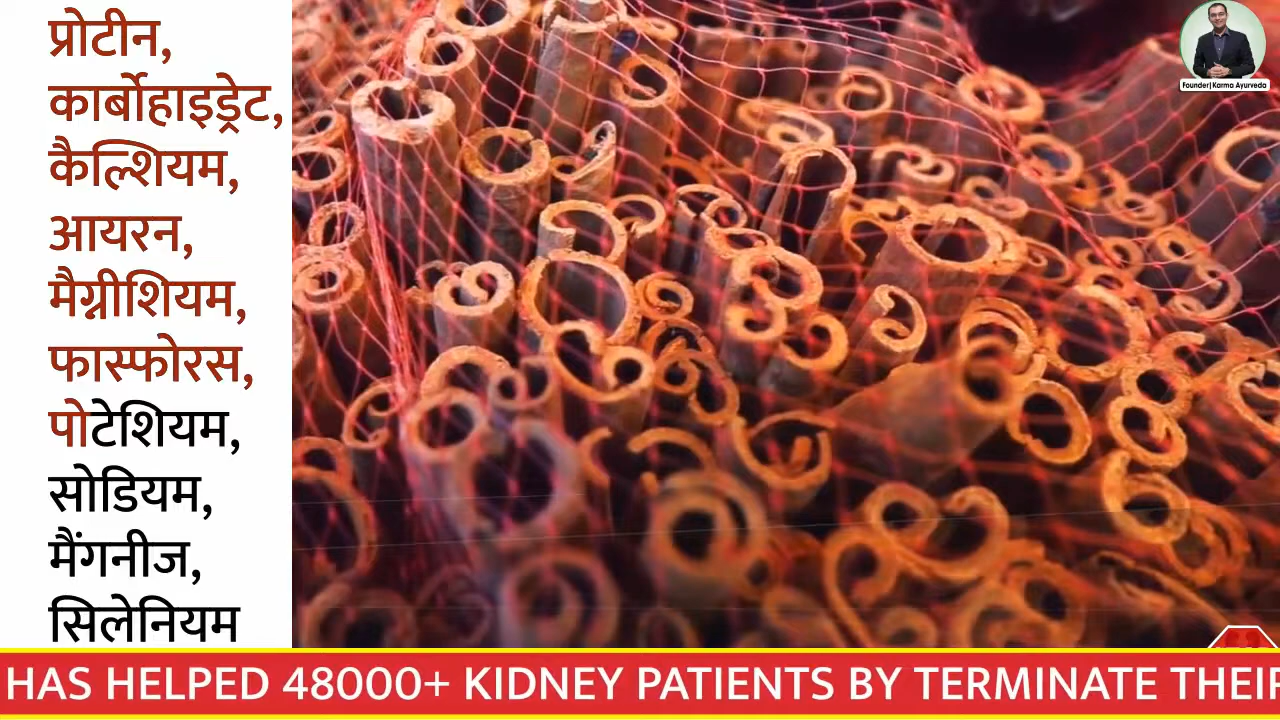 प्रोटीन,
कार्बोहाइड्रेट,
कैल्शियम,
आयरन,
मैग्नीशियम,
फास्फोरस,
पोटेशियम,
सोडियम,
मैंगनीज,
सिलेनियम
Founder|Karma Ayurveda
HAS HELPED 48000+ KIDNEY PATIENTS BY TERMINATE